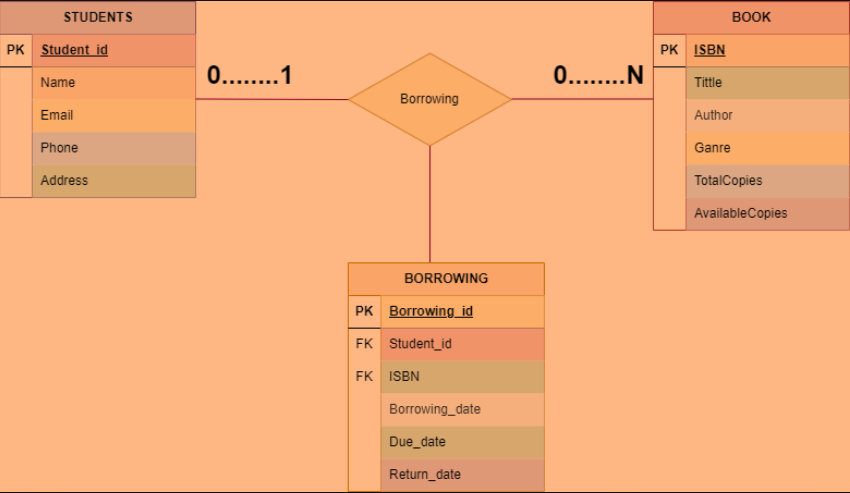 STUDENTS
PK Student_id
Name
Email
Phone
Address
0........1
Borrowing
0........N
BOOK
PK ISBN
Tittle
Author
Ganre
TotalCopies
AvailableCopies
BORROWING
PK Borrowing_id
FK Student_id
FK ISBN
Borrowing_date
Due_date
Return_date